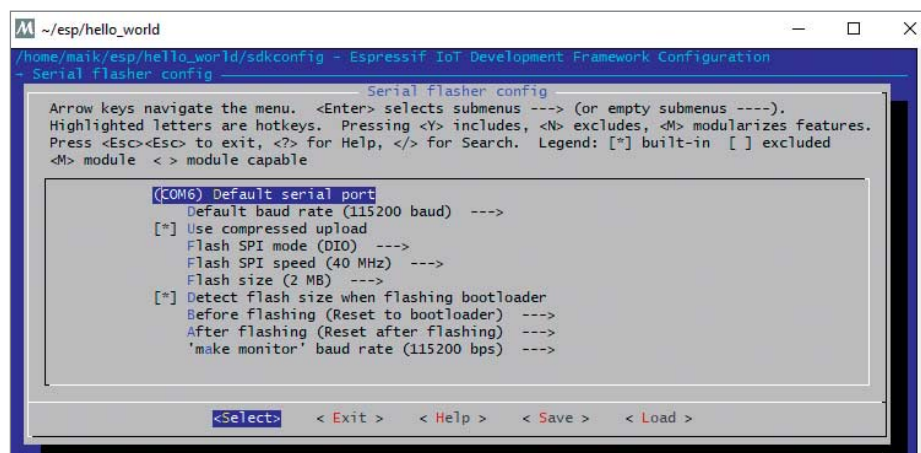 M ~/esp/hello_world
/home/maik/esp/hello_world/sdkconfig - Espressif IoT Development Framework Configuration
→ Serial flasher config
Serial flasher config
Arrow keys navigate the menu. <Enter> selects submenus ---> (or empty submenus ----).
Highlighted letters are hotkeys. Pressing <Y> includes, <N> excludes, <M> modularizes features.
Press <Esc><Esc> to exit, <?> for Help, </> for Search. Legend: [*] built-in [ ] excluded
<M> module < > module capable
(COM6) Default serial port
Default baud rate (115200 baud) --->
[*] Use compressed upload
Flash SPI mode (DIO) --->
Flash SPI speed (40 MHz) --->
Flash size (2 MB) --->
[*] Detect flash size when flashing bootloader
Before flashing (Reset to bootloader) --->
After flashing (Reset after flashing) --->
'make monitor' baud rate (115200 bps) --->
<Select> < Exit > < Help > < Save > < Load >